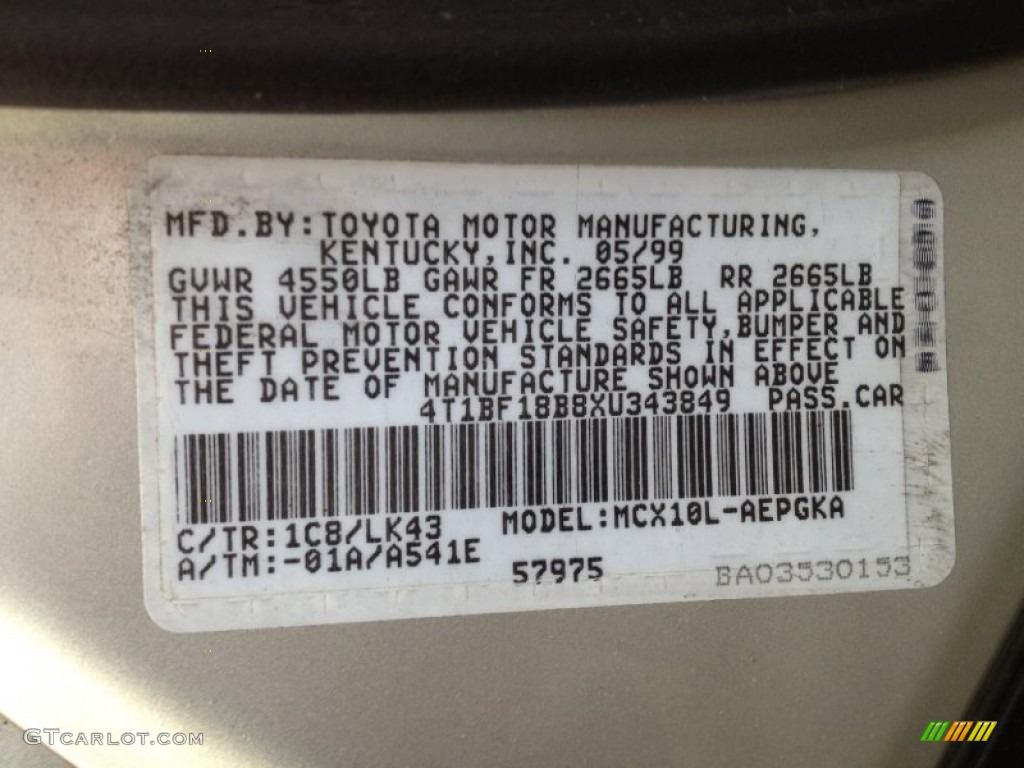 MFD.BY:TOYOTA MOTOR MANUFACTURING,
KENTUCKY,INC. 05/99
GVWR 4550LB GAWR FR 2665LB RR 2665LB
THIS VEHICLE CONFORMS TO ALL APPLICABLE
FEDERAL MOTOR VEHICLE SAFETY,BUMPER AND
THEFT PREVENTION STANDARDS IN EFFECT ON
THE DATE OF MANUFACTURE SHOWN ABOVE
4T1BF18B8XU343849 PASS.CAR
C/TR:1C8/LK43 MODEL:MCX10L-AEPGKA
A/TM:-01A/A541E
57975 BA03530153
GTCARLOT.COM